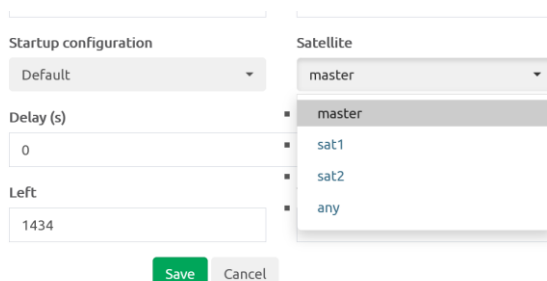 Startup configuration
Satellite
Default
master
Delay (s)
master
0
sat1
sat2
Left
any
1434
Save
Cancel